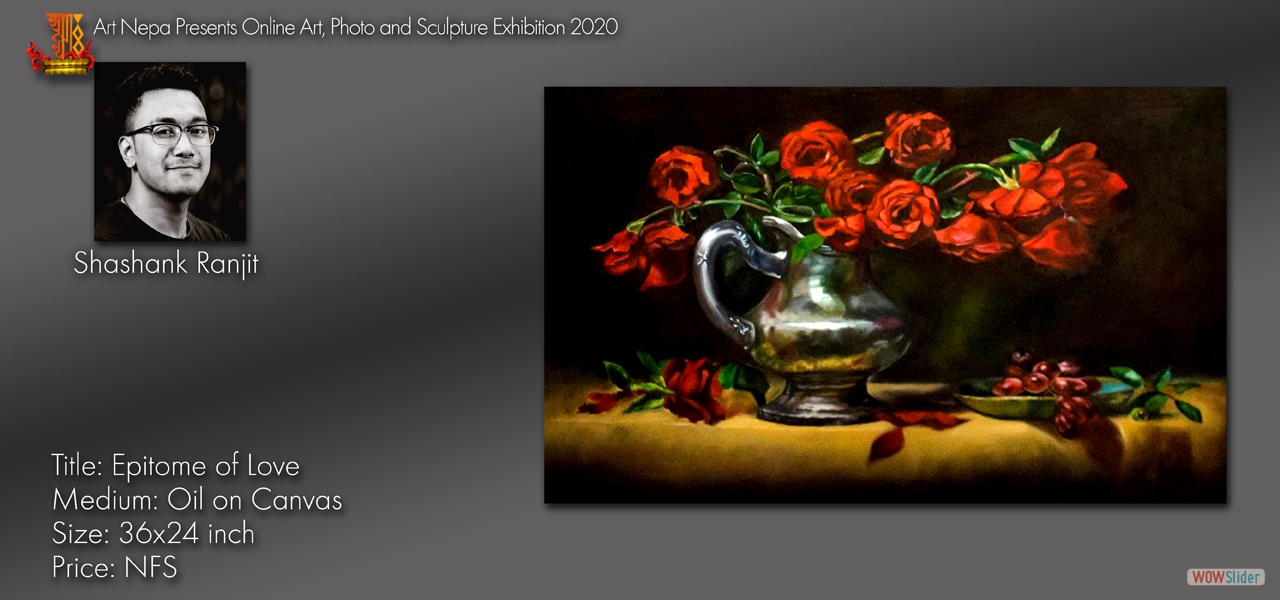 Art Nepa Presents Online Art, Photo and Sculpture Exhibition 2020
Shashank Ranjit
Title: Epitome of Love
Medium: Oil on Canvas
Size: 36x24 inch
Price: NFS
WOWSlider